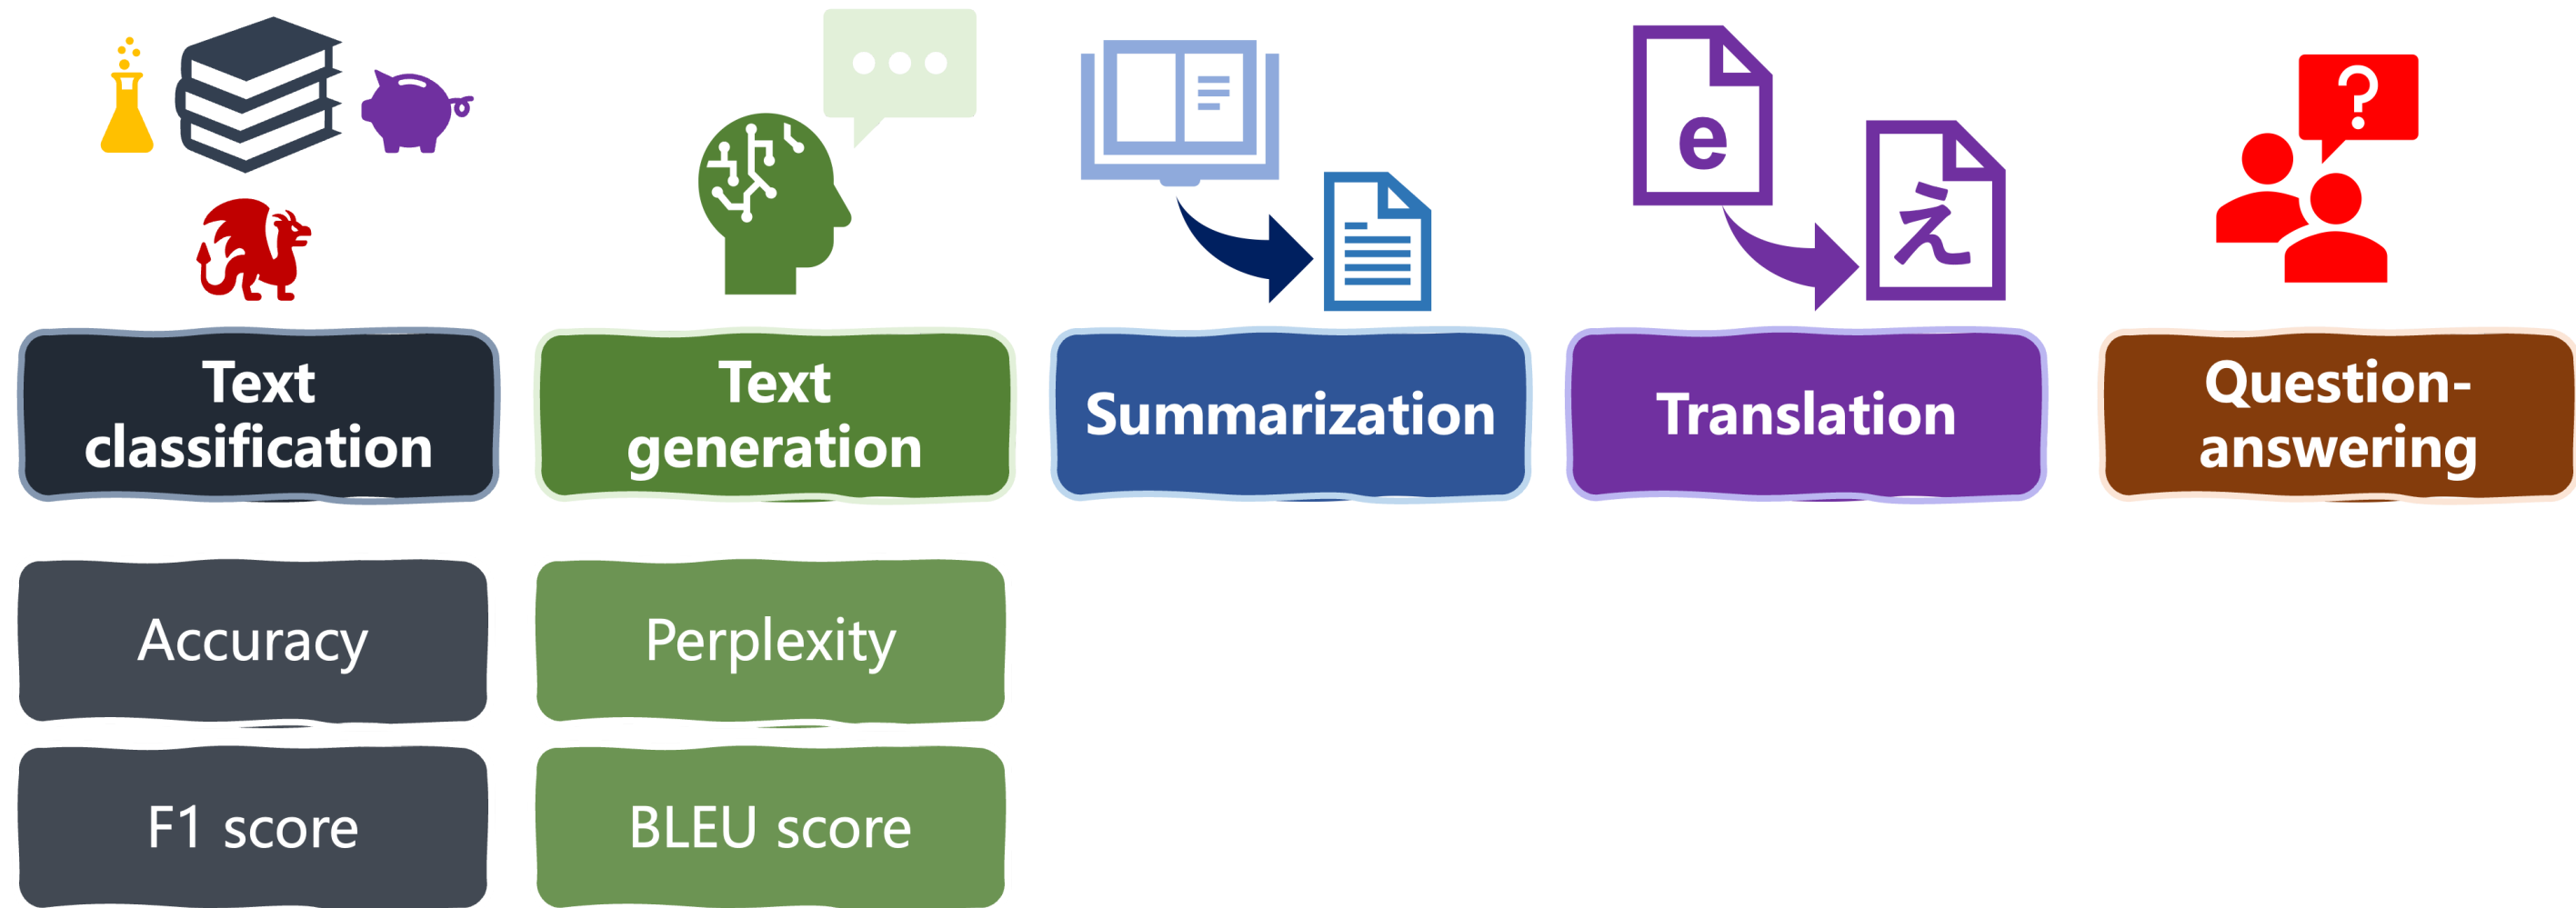 e
え
?
Text
classification
Text
generation
Summarization
Translation
Question-
answering
Accuracy
Perplexity
F1 score
BLEU score